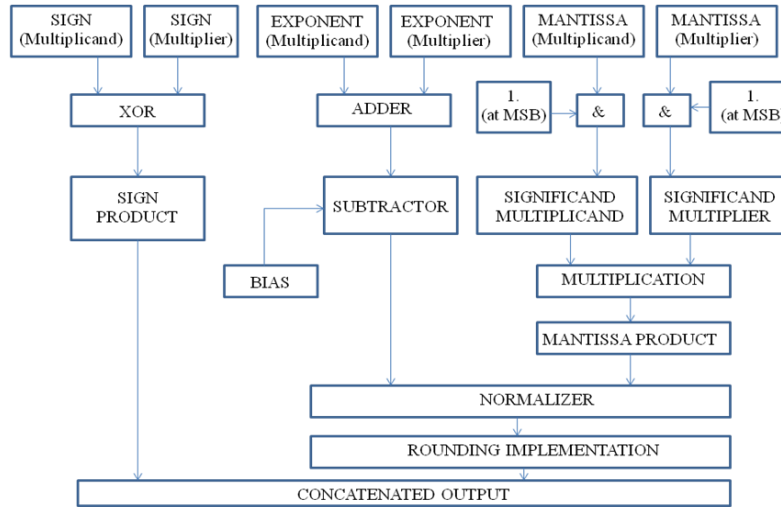 SIGN
(Multiplicand)
SIGN
(Multiplier)
EXPONENT
(Multiplicand)
EXPONENT
(Multiplier)
MANTISSA
(Multiplicand)
MANTISSA
(Multiplier)
XOR
ADDER
1.
(at MSB)
&
&
1.
(at MSB)
SIGN
PRODUCT
SUBTRACTOR
SIGNIFICAND
MULTIPLICAND
SIGNIFICAND
MULTIPLIER
BIAS
MULTIPLICATION
MANTISSA PRODUCT
NORMALIZER
ROUNDING IMPLEMENTATION
CONCATENATED OUTPUT